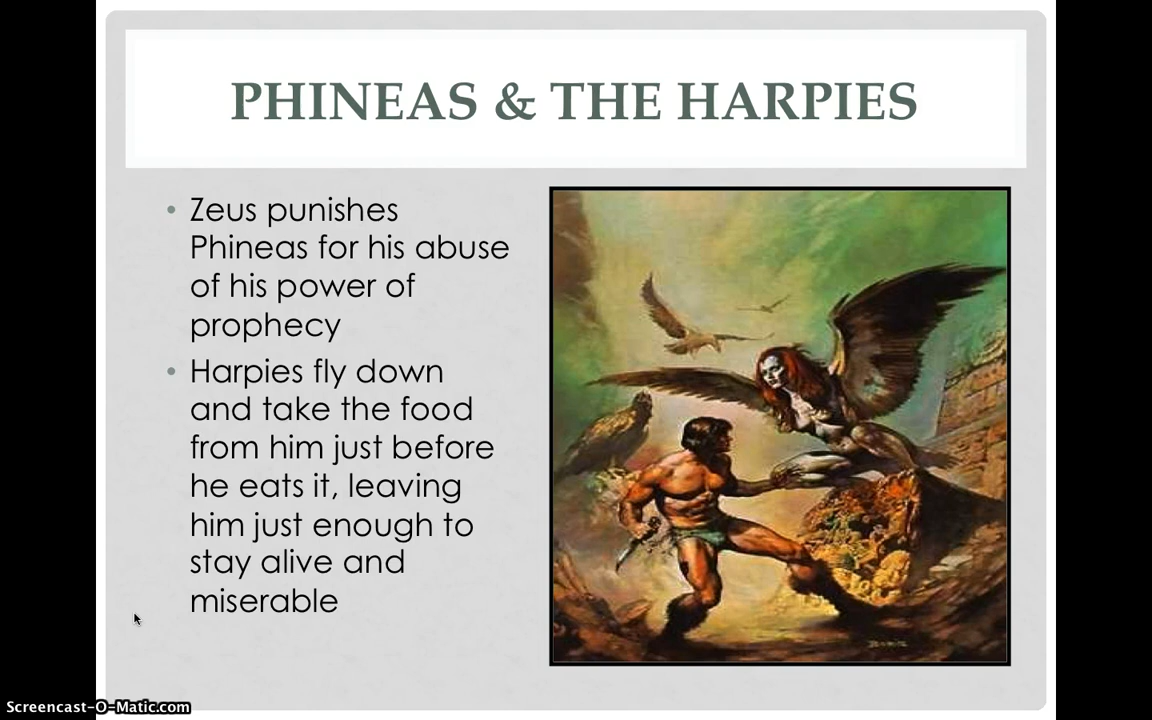 PHINEAS & THE HARPIES
• Zeus punishes
Phineas for his abuse
of his power of
prophecy
• Harpies fly down
and take the food
from him just before
he eats it, leaving
him just enough to
stay alive and
miserable
Screencast-O-Matic.com